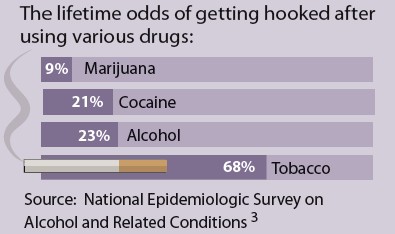 The lifetime odds of getting hooked after
using various drugs:
9% Marijuana
21% Cocaine
23% Alcohol
68% Tobacco
Source: National Epidemiologic Survey on
Alcohol and Related Conditions 3